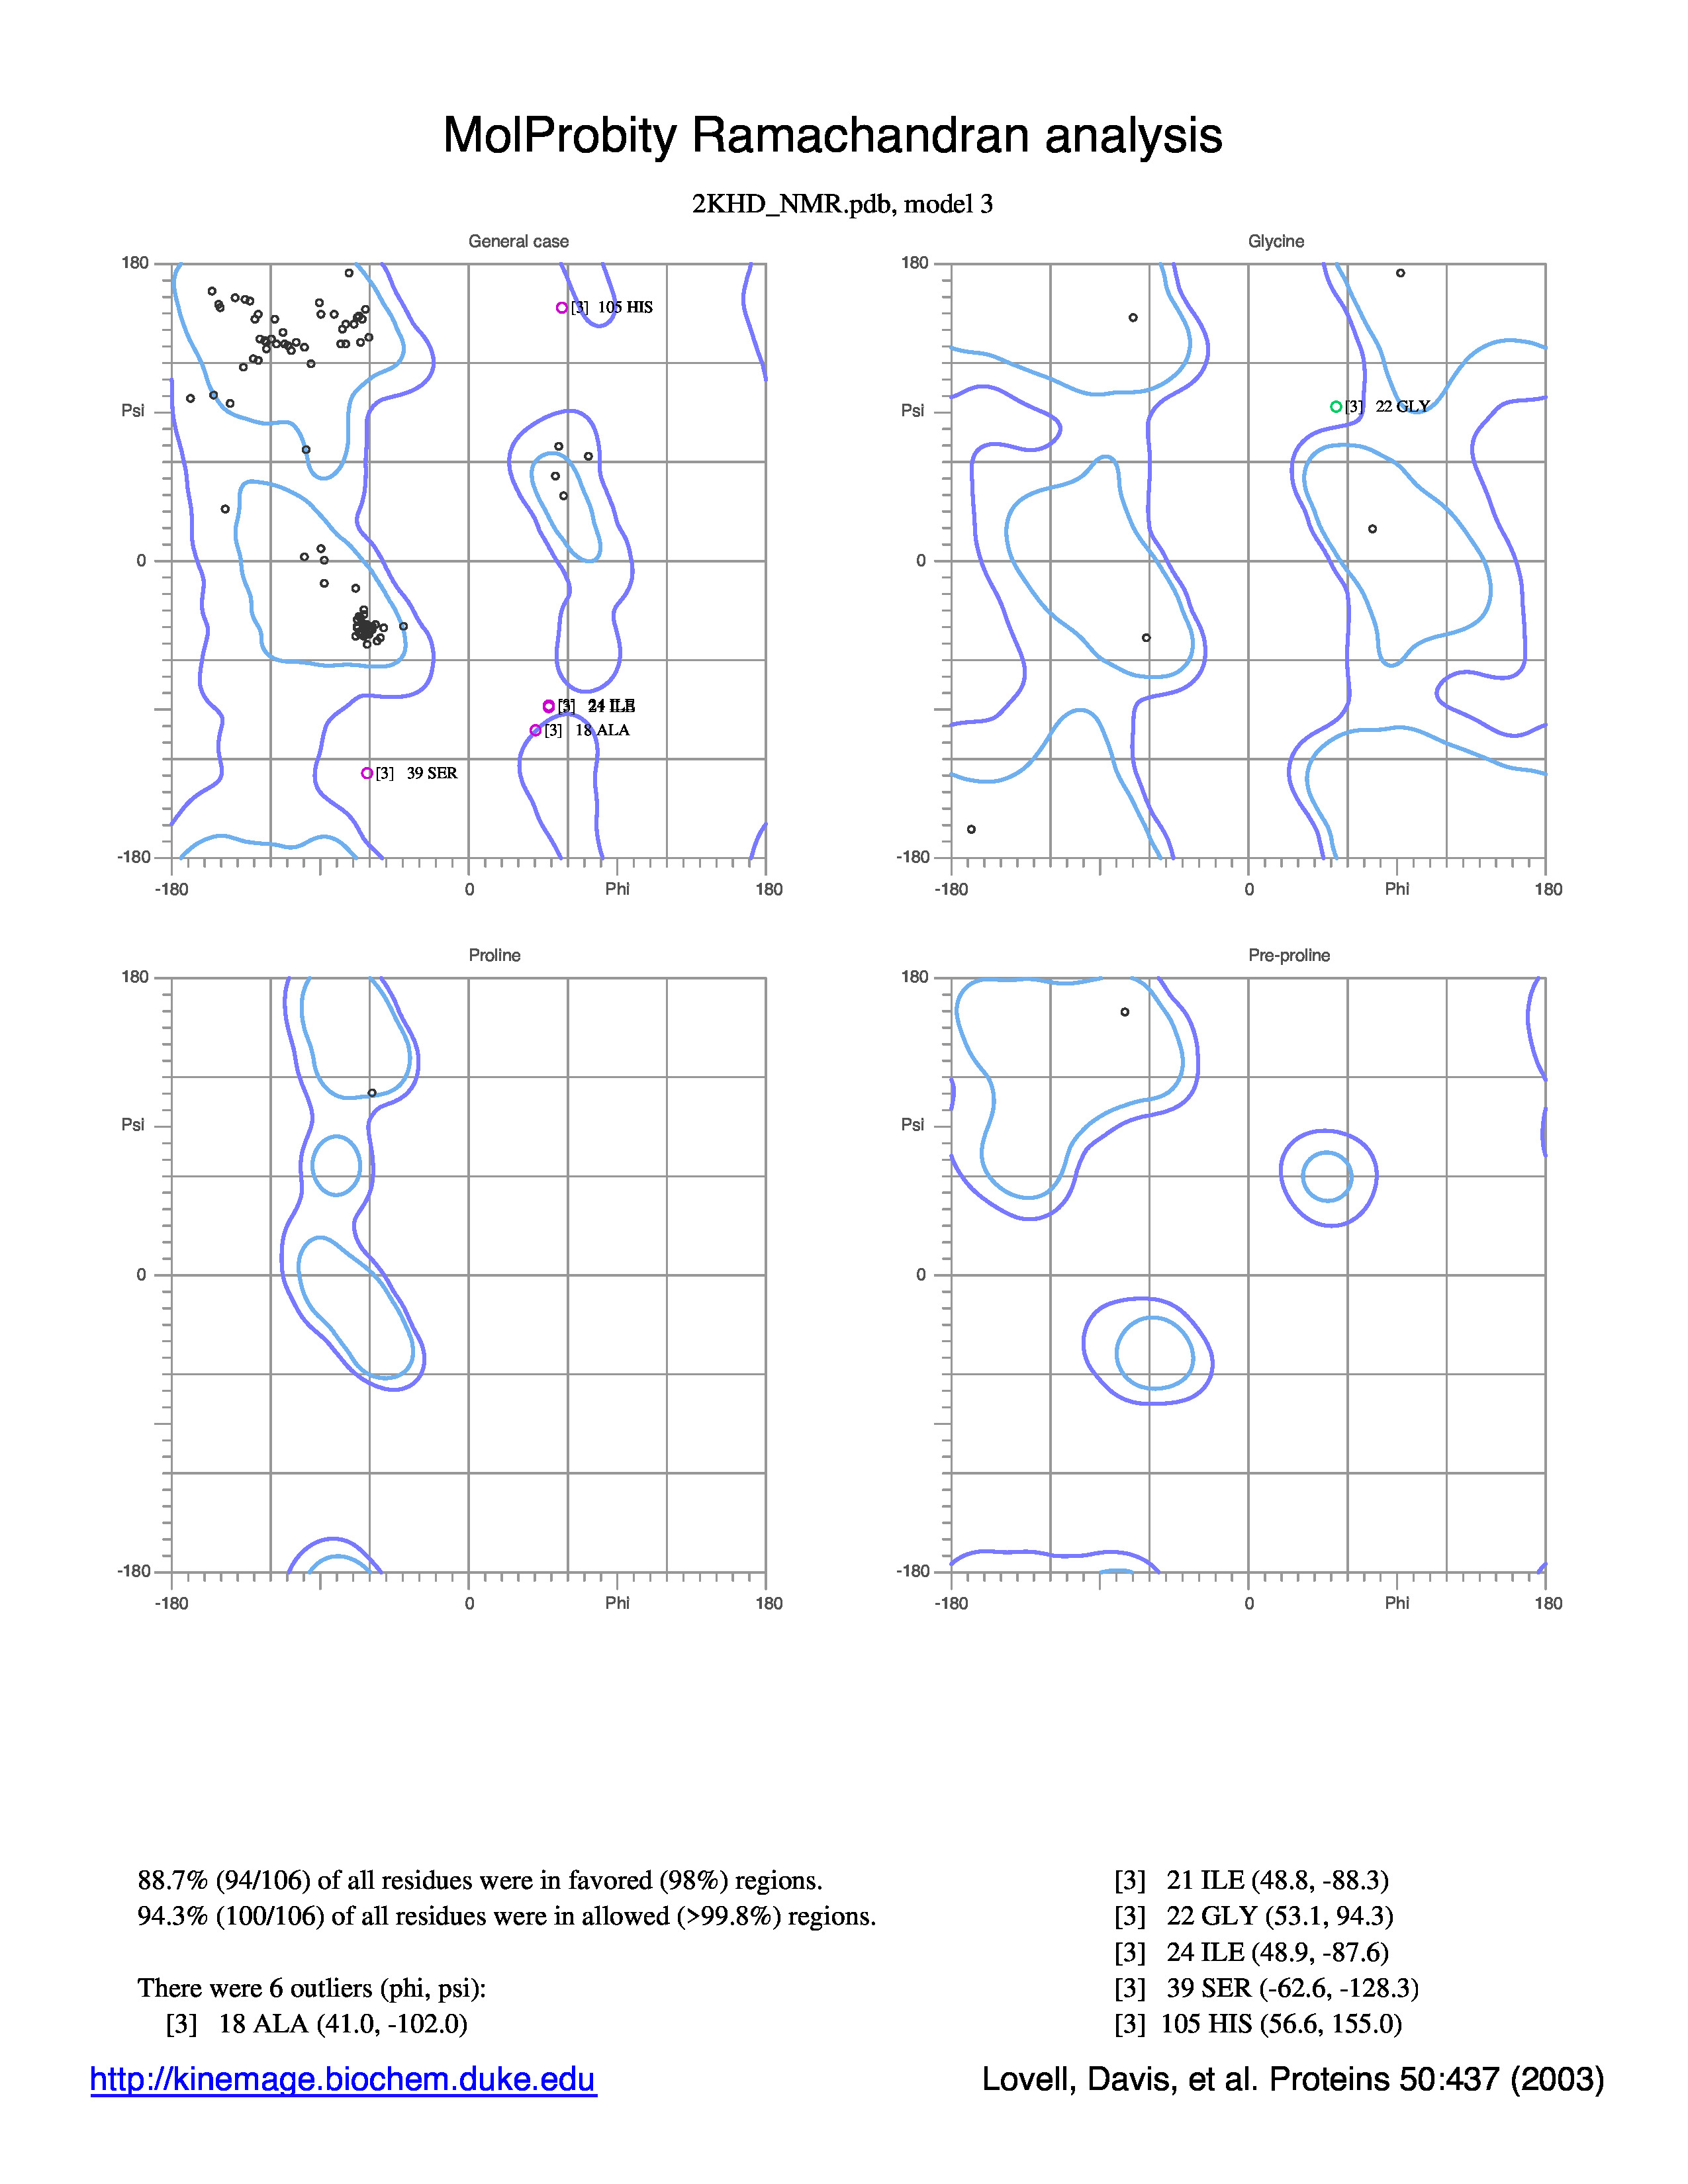 MolProbity Ramachandran analysis
2KHD_NMR.pdb, model 3
General case
180
Psi
0
-180
-180
0
Phi
180
[3] 105 HIS
[3] 24 ILE
[3] 18 ALA
[3] 39 SER
Glycine
180
Psi
0
-180
-180
0
Phi
180
[3] 22 GLY
Proline
180
Psi
0
-180
-180
0
Phi
180
Pre-proline
180
Psi
0
-180
-180
0
Phi
180
88.7% (94/106) of all residues were in favored (98%) regions.
94.3% (100/106) of all residues were in allowed (>99.8%) regions.
There were 6 outliers (phi, psi):
[3] 18 ALA (41.0, -102.0)
[3] 21 ILE (48.8, -88.3)
[3] 22 GLY (53.1, 94.3)
[3] 24 ILE (48.9, -87.6)
[3] 39 SER (-62.6, -128.3)
[3] 105 HIS (56.6, 155.0)
http://kinemage.biochem.duke.edu
Lovell, Davis, et al. Proteins 50:437 (2003)